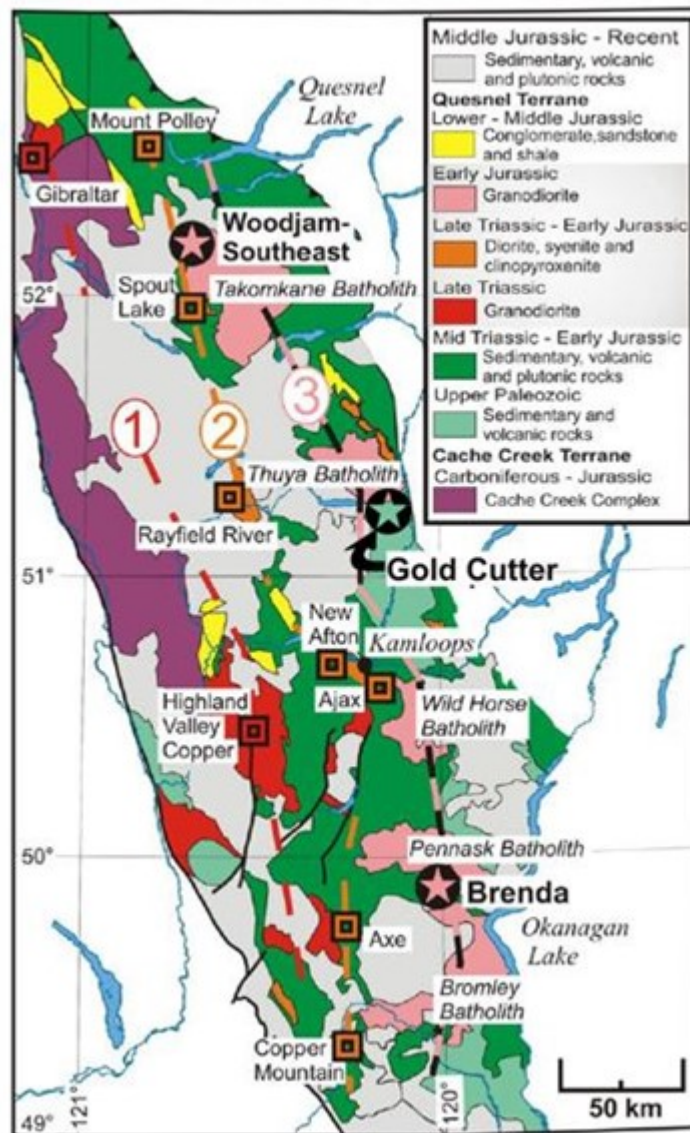 Middle Jurassic - Recent
Sedimentary, volcanic
and plutonic rocks
Quesnel Terrane
Lower - Middle Jurassic
Conglomerate,sandstone
and shale
Early Jurassic
Granodiorite
Late Triassic - Early Jurassic
Diorite, syenite and
clinopyroxenite
Late Triassic
Granodiorite
Mid Triassic - Early Jurassic
Sedimentary, volcanic
and plutonic rocks
Upper Paleozoic
Sedimentary and
volcanic rocks
Cache Creek Terrane
Carboniferous - Jurassic
Cache Creek Complex
Quesnel
Lake
Mount Polley
Gibraltar
Woodjam-
Southeast
52°
Spout
Lake
Takomkane Batholith
3
1
2
Thuya Batholith
Rayfield River
Gold Cutter
51°
New
Afton
Kamloops
Ajax
Highland
Valley
Copper
Wild Horse
Batholith
50°
Pennask Batholith
Brenda
Axe
Okanagan
Lake
Bromley
Batholith
Copper
Mountain
49°
121°
120°
50 km